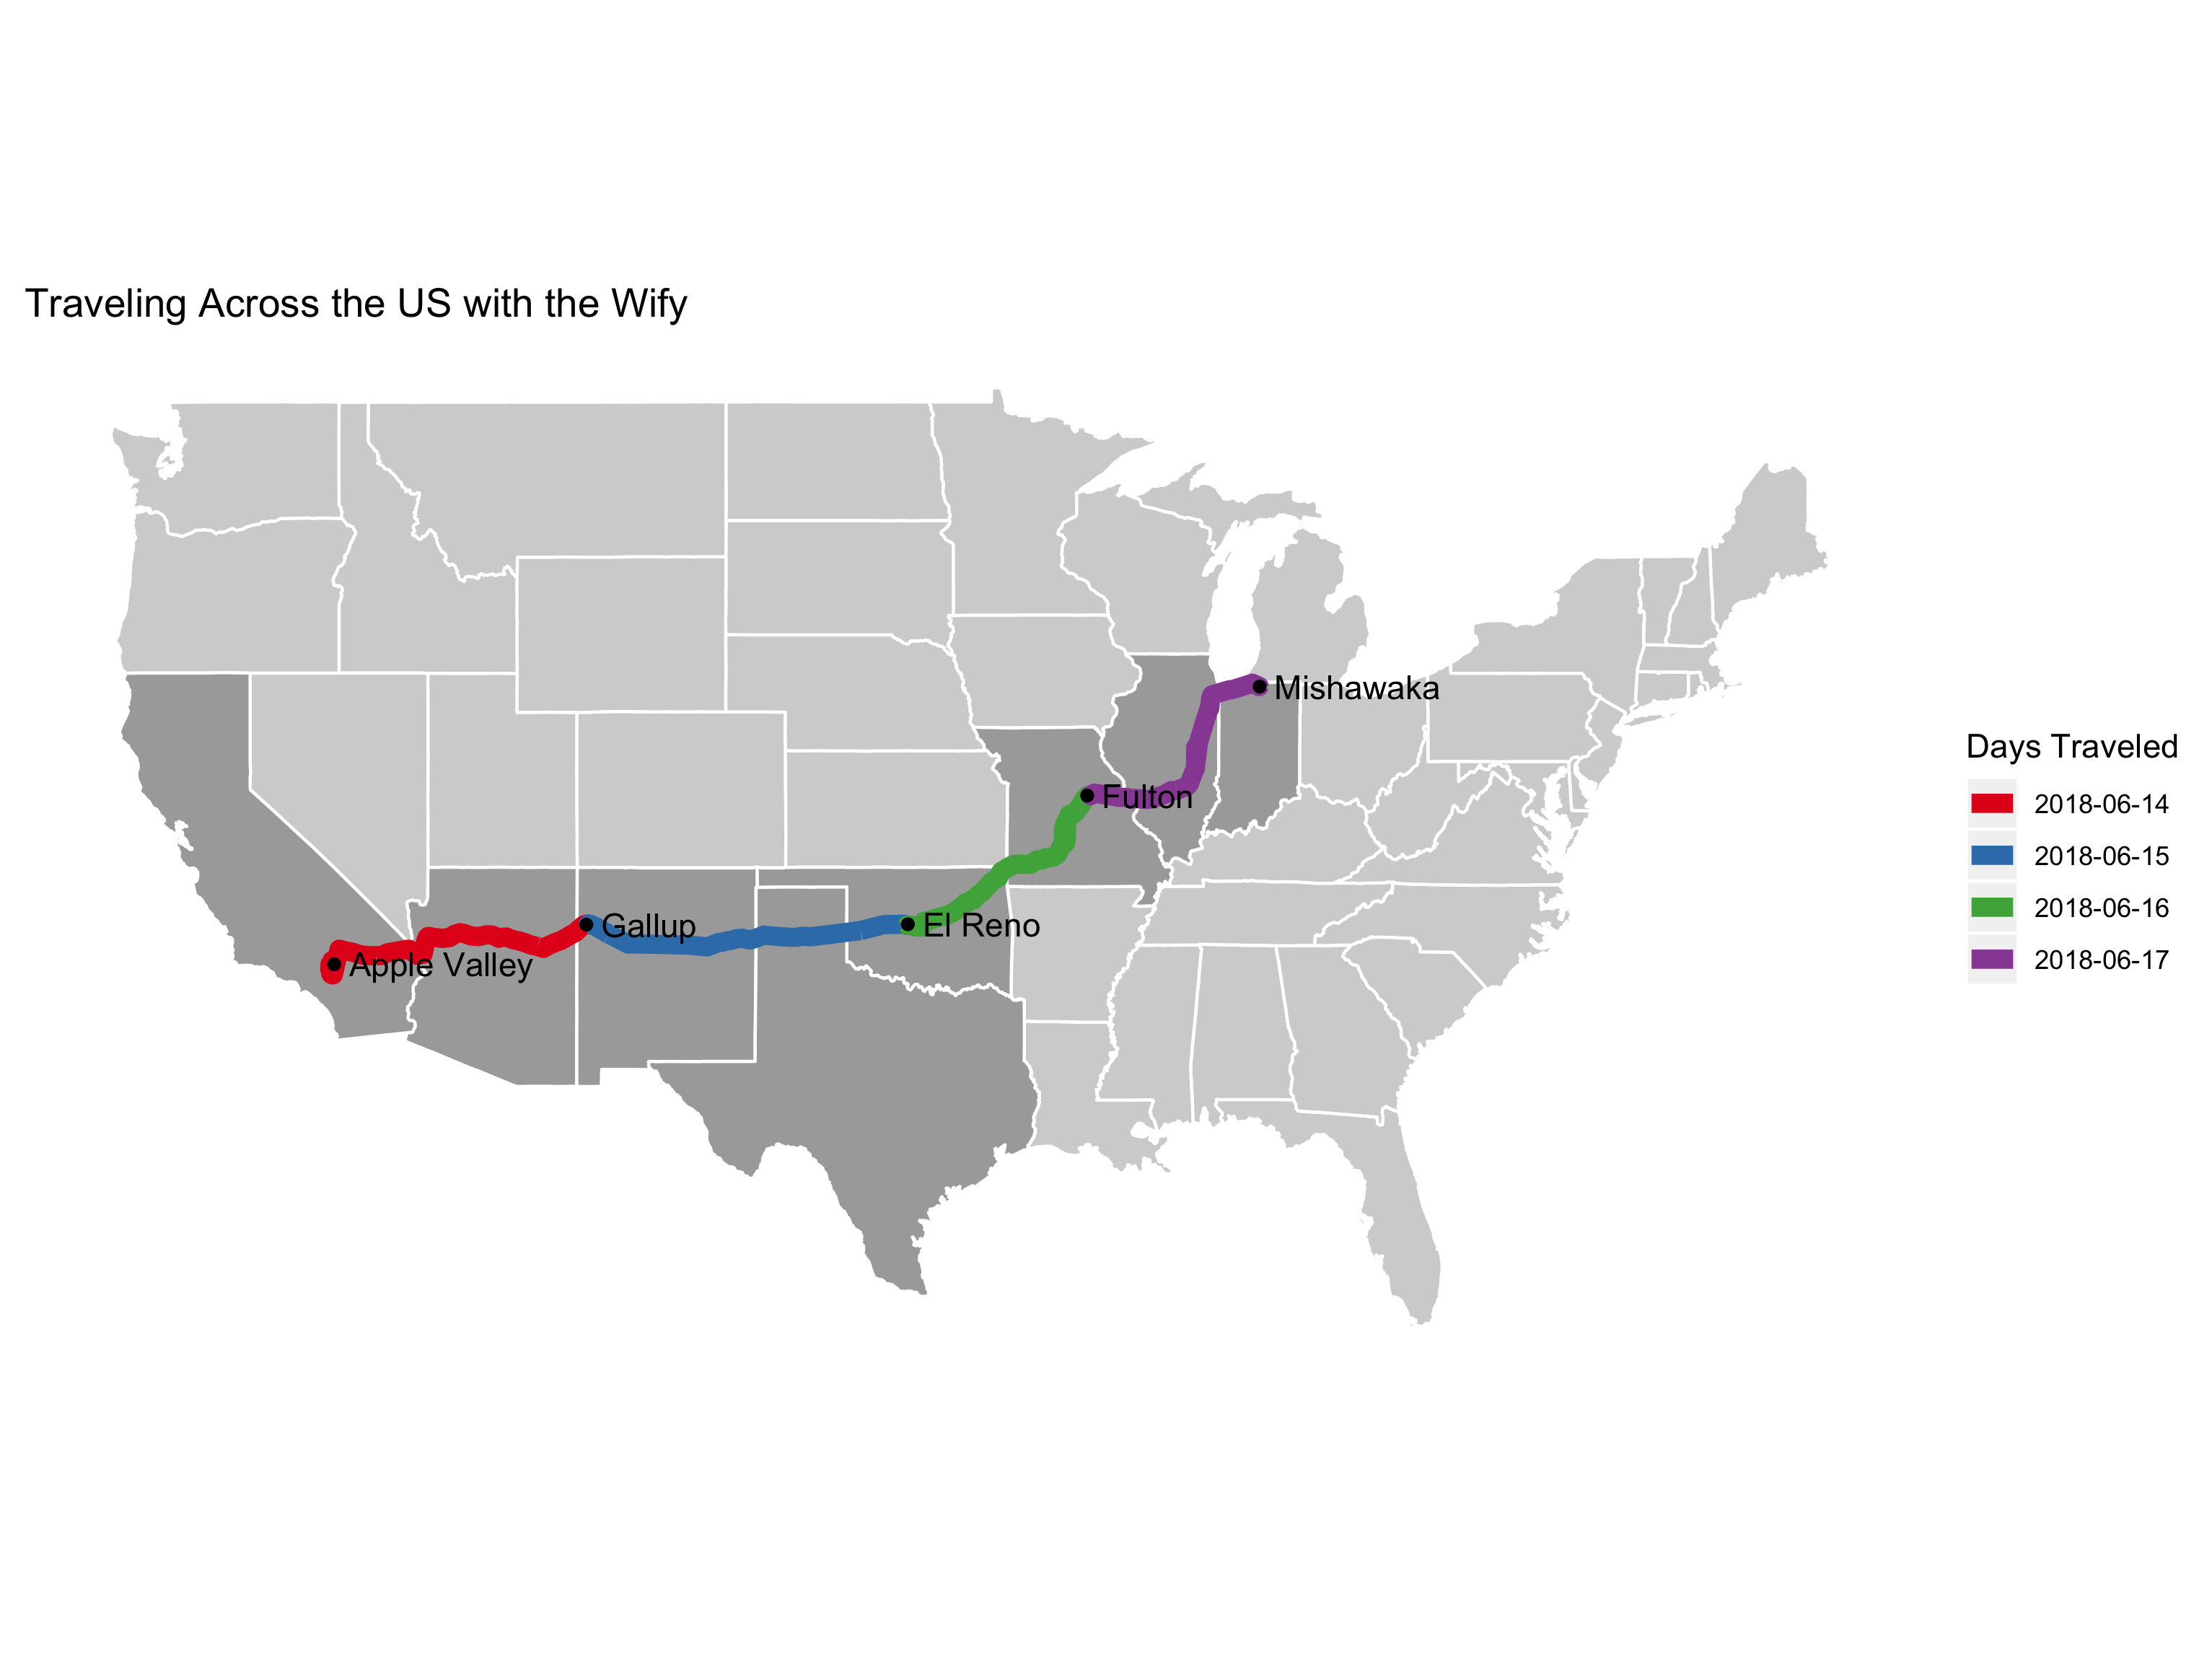 Traveling Across the US with the Wify
Mishawaka
Fulton
Gallup
El Reno
Apple Valley
Days Traveled
2018-06-14
2018-06-15
2018-06-16
2018-06-17